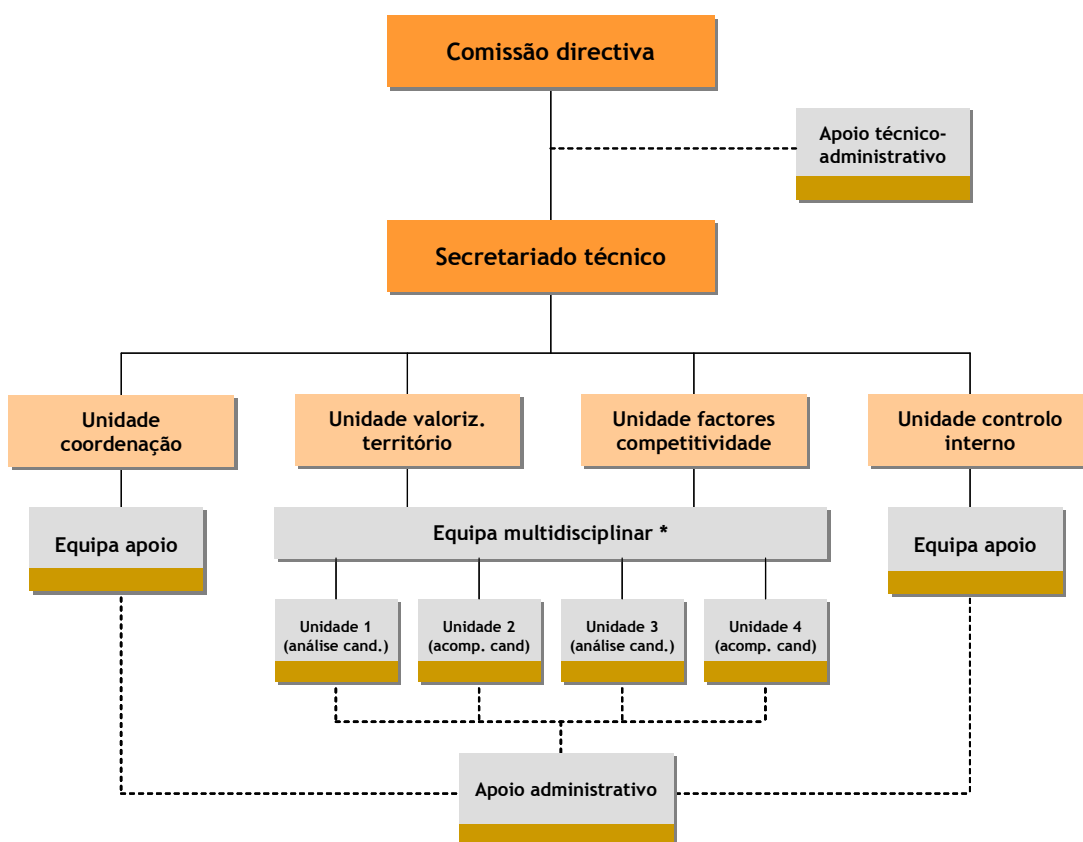 Comissão directiva
Apoio técnico-
administrativo
Secretariado técnico
Unidade
coordenação
Unidade valoriz.
território
Unidade factores
competitividade
Unidade controlo
interno
Equipa apoio
Equipa multidisciplinar *
Equipa apoio
Unidade 1
(análise cand.)
Unidade 2
(acomp. cand)
Unidade 3
(análise cand.)
Unidade 4
(acomp. cand)
Apoio administrativo